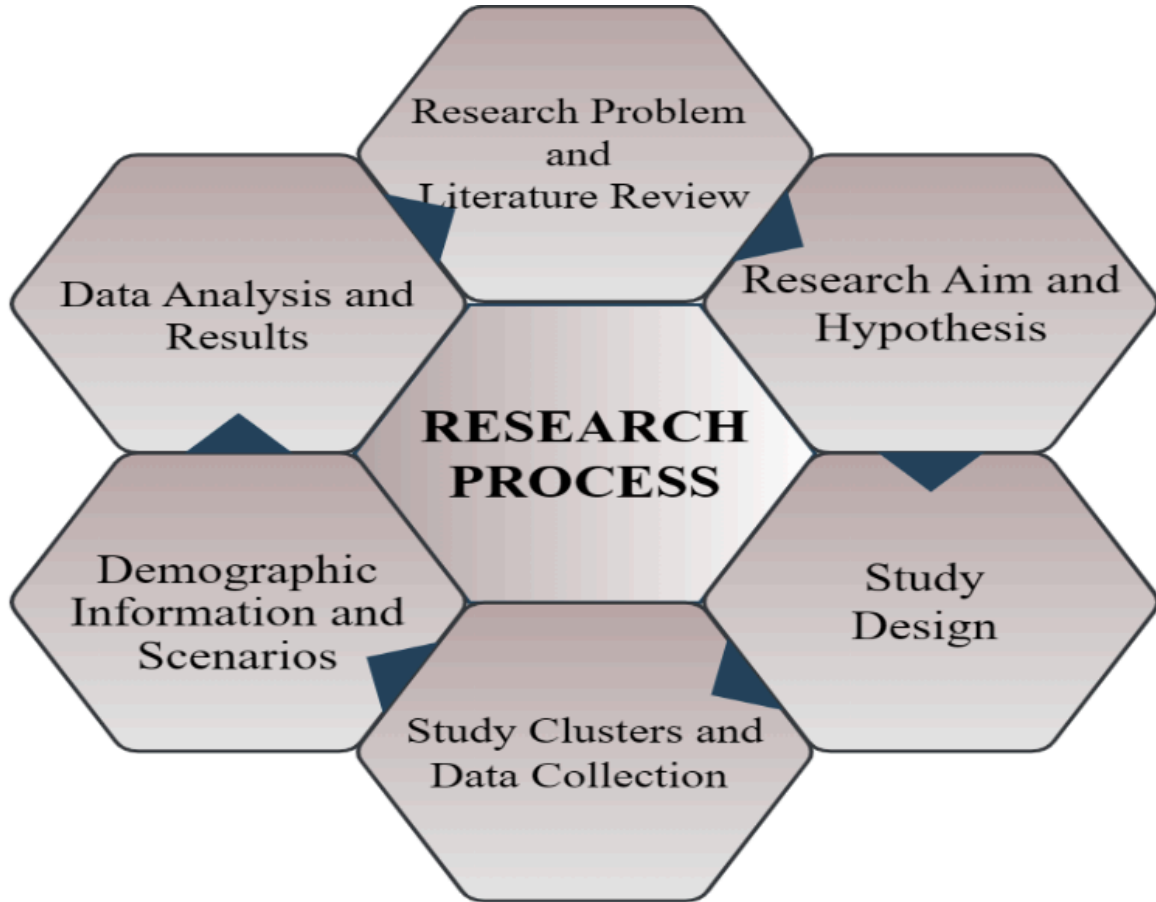 Research Problem
and
Literature Review
Research Aim and
Hypothesis
Study
Design
Study Clusters and
Data Collection
Demographic
Information and
Scenarios
Data Analysis and
Results
RESEARCH
PROCESS